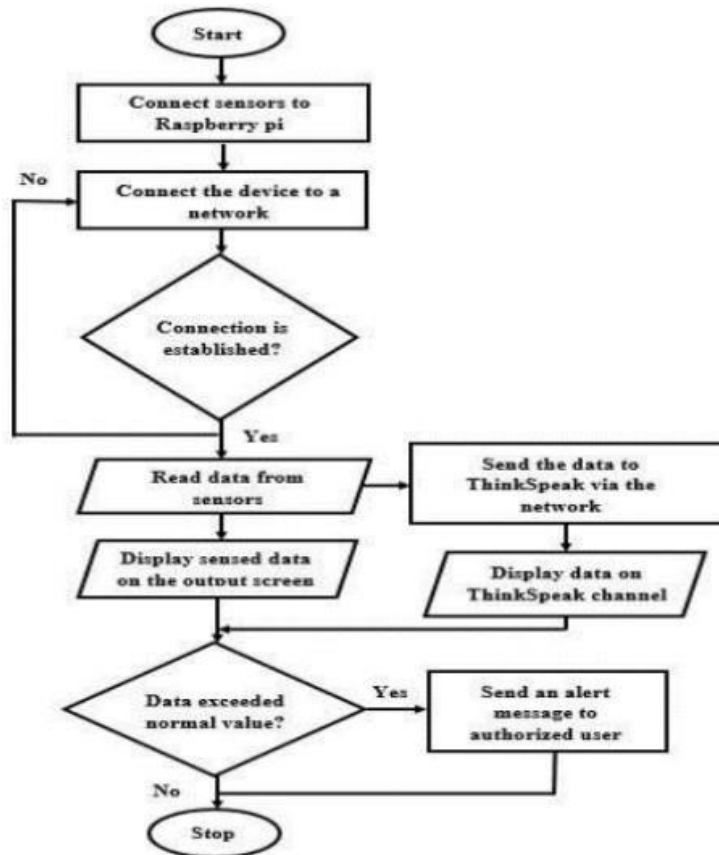 Start
Connect sensors to
Raspberry pi
No
Connect the device to a
network
Connection is
established?
Yes
Read data from
sensors
Send the data to
ThinkSpeak via the
network
Display sensed data
on the output screen
Display data on
ThinkSpeak channel
Data exceeded
normal value?
Yes
Send an alert
message to
authorized user
No
Stop